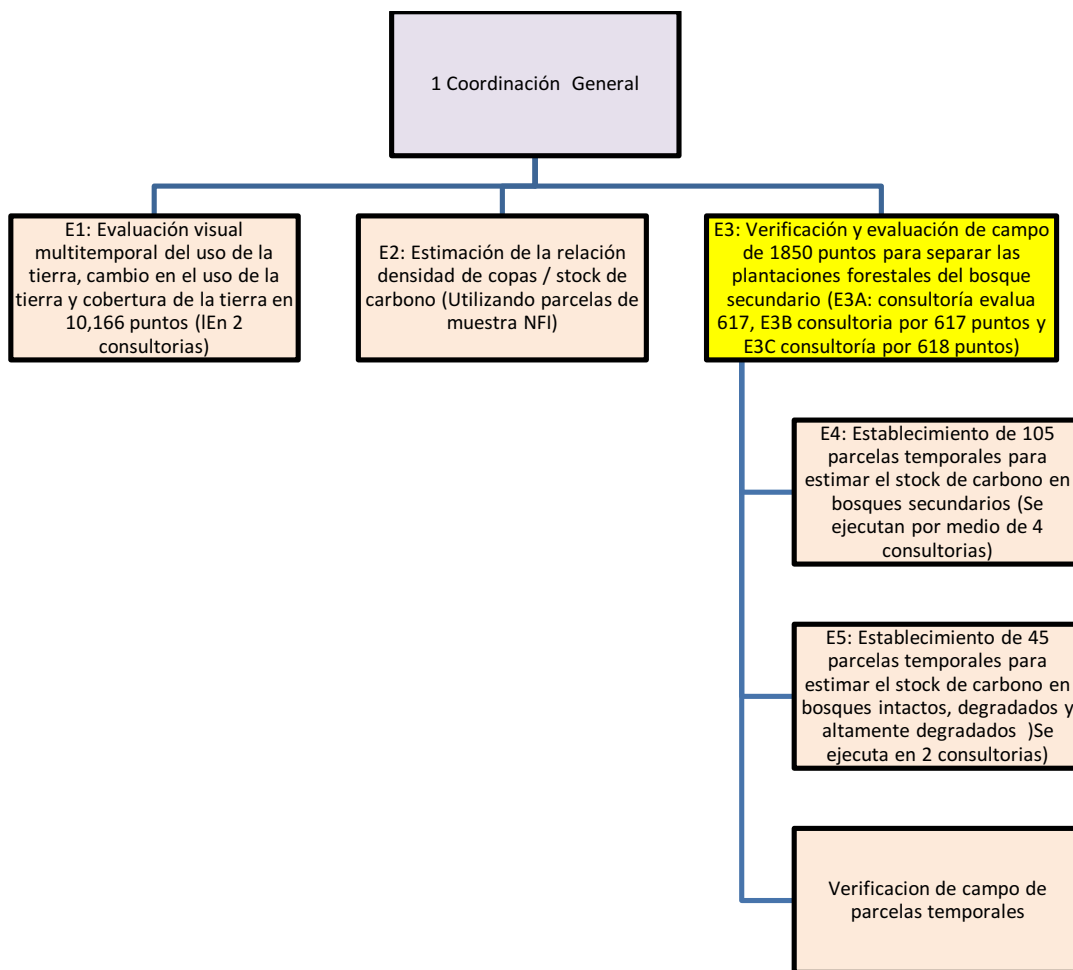 1 Coordinación  General
E1: Evaluación visual
multitemporal del uso de la
tierra, cambio en el uso de la
tierra y cobertura de la tierra en
10,166 puntos (lEn 2
consultorias)
E2: Estimación de la relación
densidad de copas / stock de
carbono (Utilizando parcelas de
muestra NFI)
E3: Verificación y evaluación de campo
de 1850 puntos para separar las
plantaciones forestales del bosque
secundario (E3A: consultoría evalua
617, E3B consultoria por 617 puntos y
E3C consultoría por 618 puntos)
E4: Establecimiento de 105
parcelas temporales para
estimar el stock de carbono en
bosques secundarios (Se
ejecutan por medio de 4
consultorias)
E5: Establecimiento de 45
parcelas temporales para
estimar el stock de carbono en
bosques intactos, degradados y
altamente degradados  )Se
ejecuta en 2 consultorias)
Verificacion de campo de
parcelas temporales